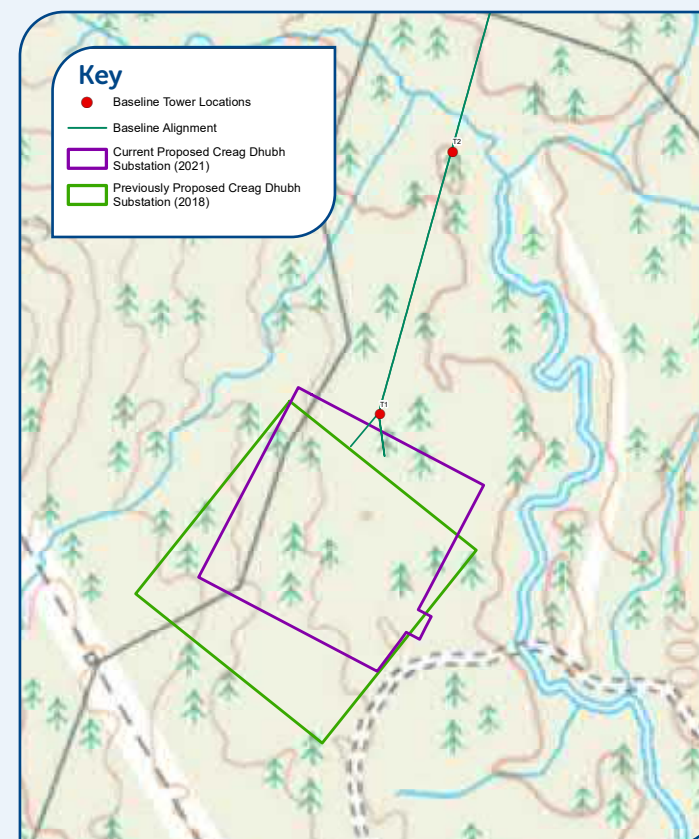 Key
Baseline Tower Locations
Baseline Alignment
Current Proposed Creag Dhubh
Substation (2021)
Previously Proposed Creag Dhubh
Substation (2018)
T2
T1